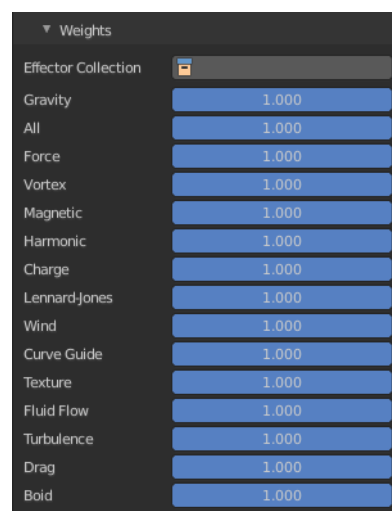 Weights
Effector Collection
Gravity 1.000
All 1.000
Force 1.000
Vortex 1.000
Magnetic 1.000
Harmonic 1.000
Charge 1.000
Lennard-Jones 1.000
Wind 1.000
Curve Guide 1.000
Texture 1.000
Fluid Flow 1.000
Turbulence 1.000
Drag 1.000
Boid 1.000